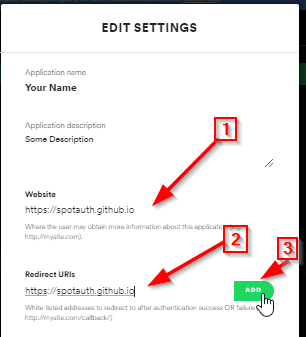 EDIT SETTINGS
Application name
Your Name
Application description
Some Description
1
Website
https://spotauth.github.io
Where the user may obtain more information about this application (e.g.
http://mysite.com).
2
3
Redirect URIs
https://spotauth.github.io
ADD
White-listed addresses to redirect to after authentication success OR failure
http://mysite.com/callback/)